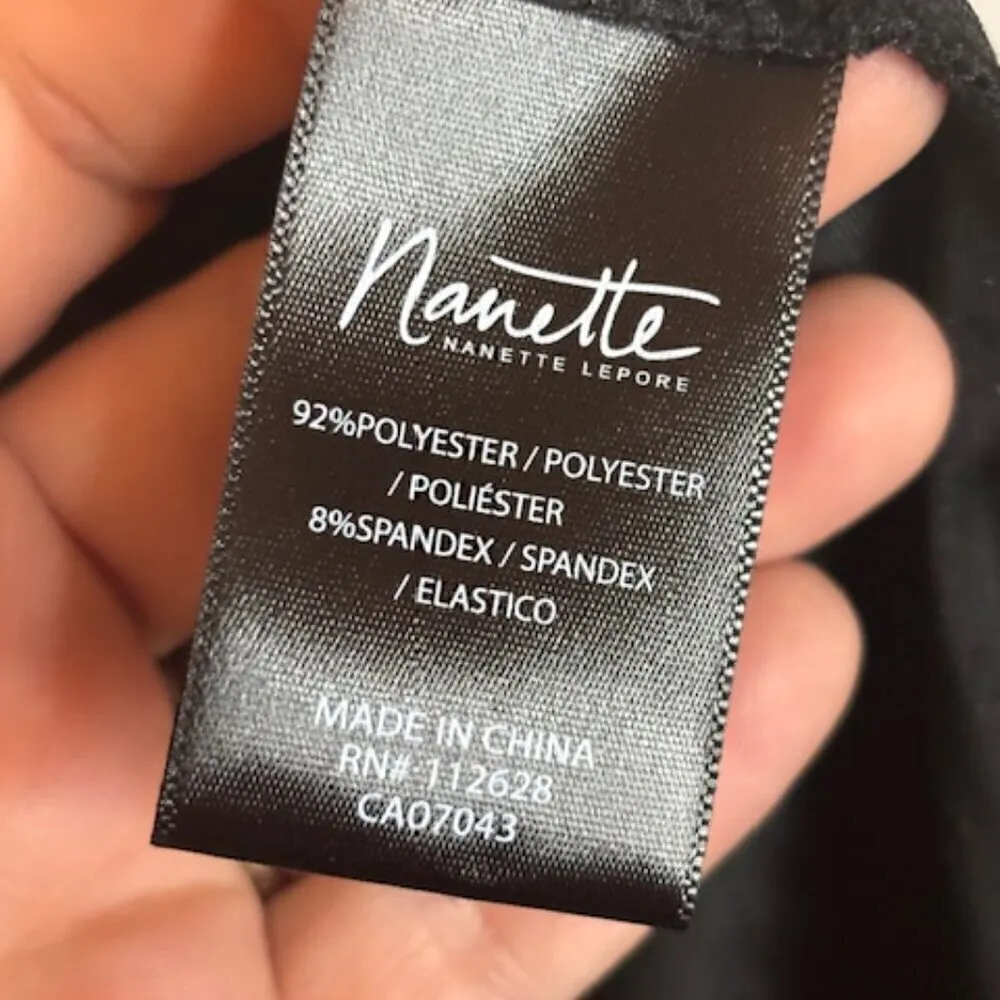 Nanette
NANETTE LEPORE
92%POLYESTER / POLYESTER
/ POLIÉSTER
8%SPANDEX / SPANDEX
/ ELASTICO
MADE IN CHINA
RN# 112628
CA07043